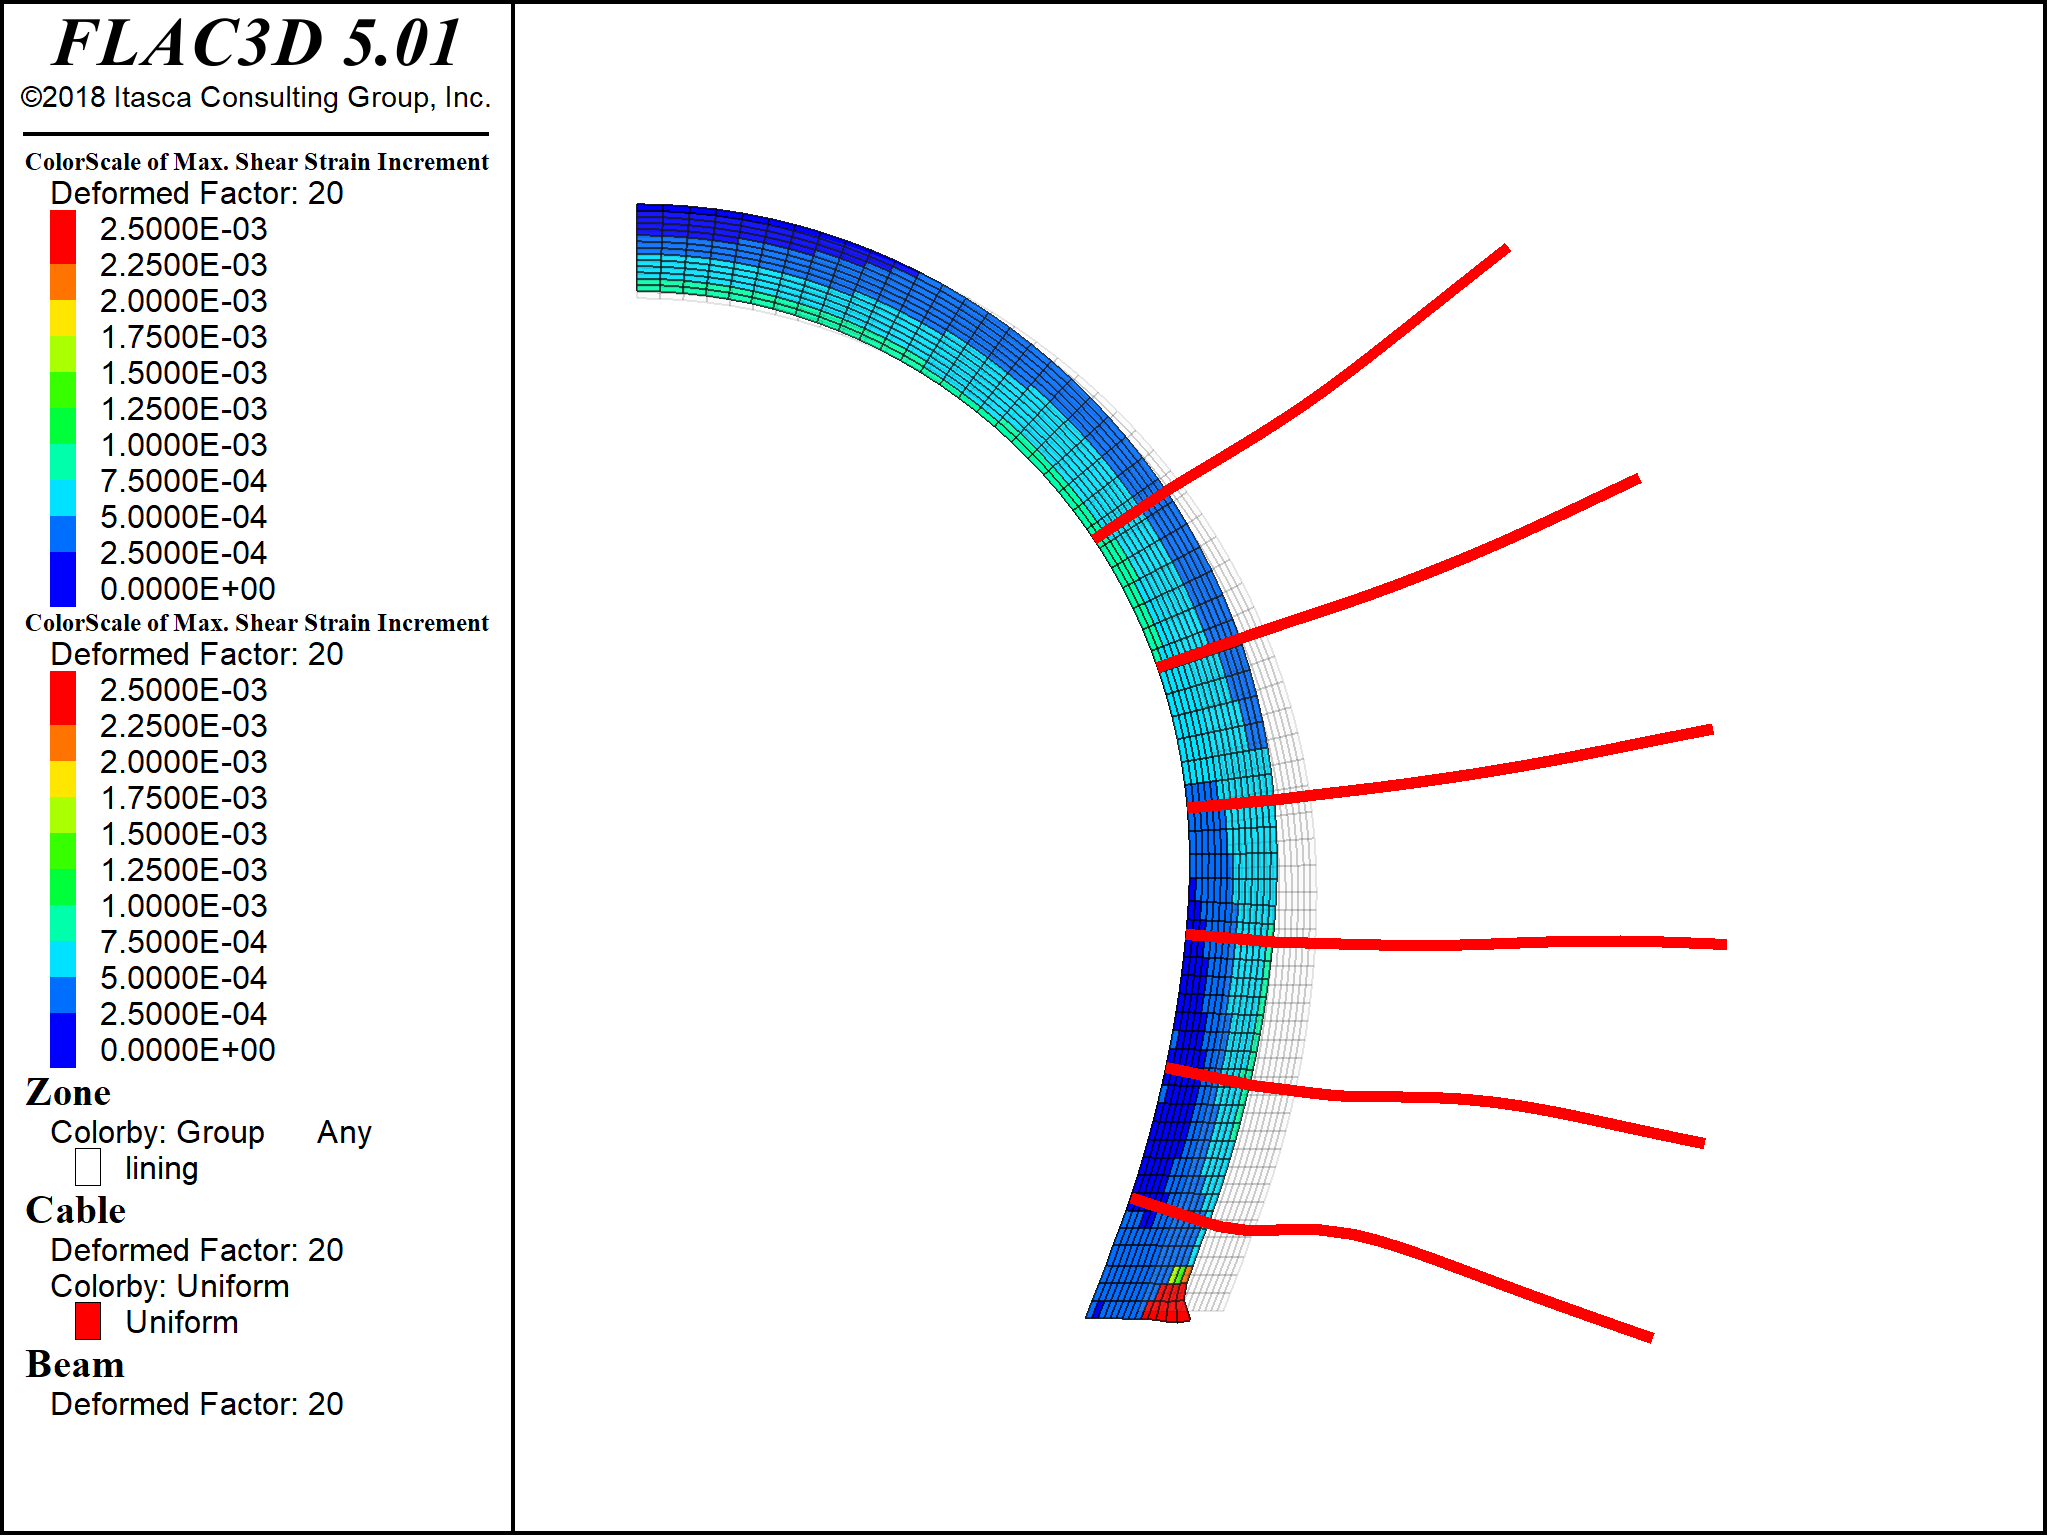 FLAC3D 5.01
©2018 Itasca Consulting Group, Inc.
ColorScale of Max. Shear Strain Increment
Deformed Factor: 20
2.5000E-03
2.2500E-03
2.0000E-03
1.7500E-03
1.5000E-03
1.2500E-03
1.0000E-03
7.5000E-04
5.0000E-04
2.5000E-04
0.0000E+00
ColorScale of Max. Shear Strain Increment
Deformed Factor: 20
2.5000E-03
2.2500E-03
2.0000E-03
1.7500E-03
1.5000E-03
1.2500E-03
1.0000E-03
7.5000E-04
5.0000E-04
2.5000E-04
0.0000E+00
Zone
Colorby: Group Any
lining
Cable
Deformed Factor: 20
Colorby: Uniform
Uniform
Beam
Deformed Factor: 20